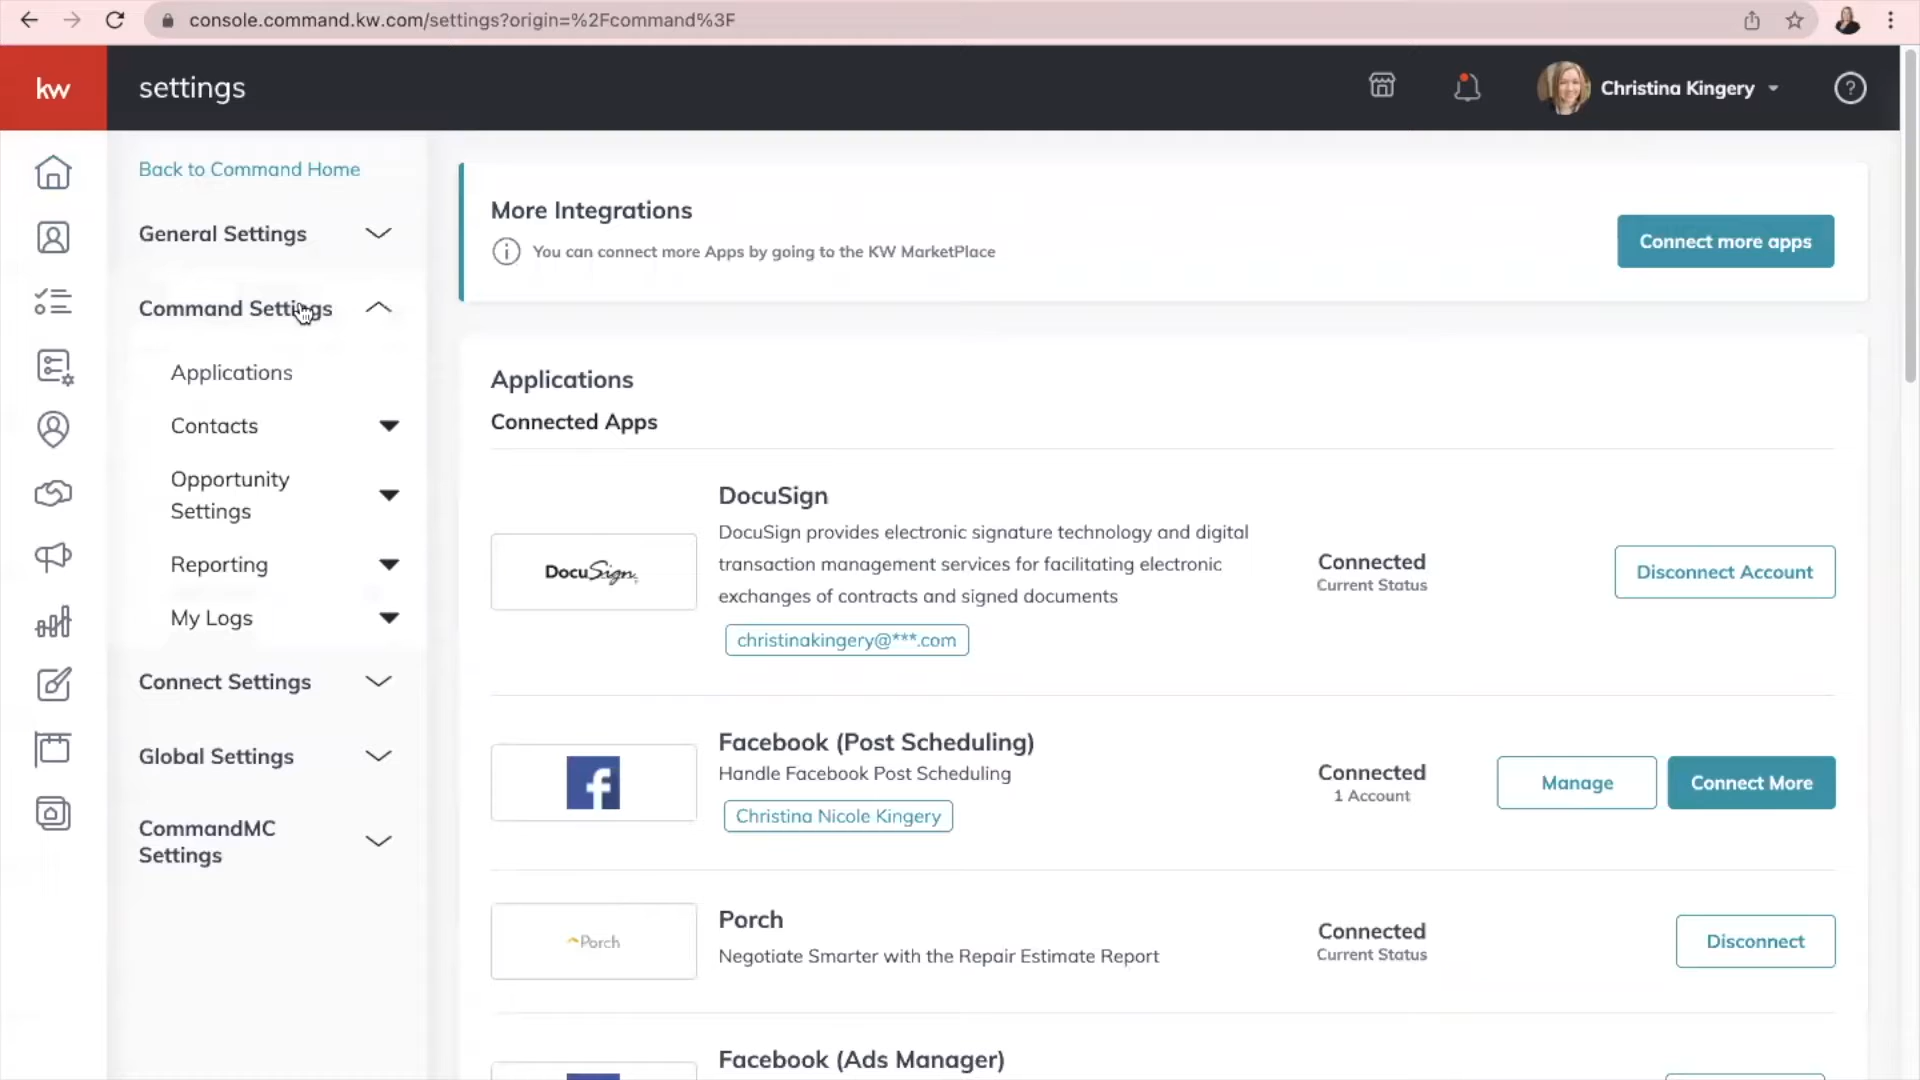 console.command.kw.com/settings?origin=%2Fcommand%3F
kw
settings
Christina Kingery
?
Back to Command Home
General Settings
Command Settings
Applications
Contacts
Opportunity
Settings
Reporting
My Logs
Connect Settings
Global Settings
CommandMC
Settings
More Integrations
You can connect more Apps by going to the KW MarketPlace
Connect more apps
Applications
Connected Apps
DocuSign
DocuSign
DocuSign provides electronic signature technology and digital
transaction management services for facilitating electronic
exchanges of contracts and signed documents
christinakingery@***.com
Connected
Current Status
Disconnect Account
f
Facebook (Post Scheduling)
Handle Facebook Post Scheduling
Christina Nicole Kingery
Connected
1 Account
Manage
Connect More
Porch
Porch
Negotiate Smarter with the Repair Estimate Report
Connected
Current Status
Disconnect
Facebook (Ads Manager)